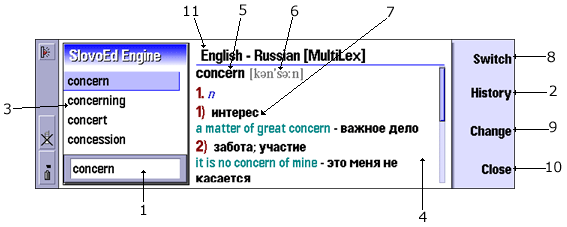 11
5
6
7
SlovoEd Engine
English - Russian [MultiLex]
Switch
8
concern
concern [kən'sə:n]
concerning
1. n
History
2
3
concert
1) интерес
concession
a matter of great concern - важное дело
Change
9
2) забота; участие
concern
it is no concern of mine - это меня не
касается
Close
10
1
4